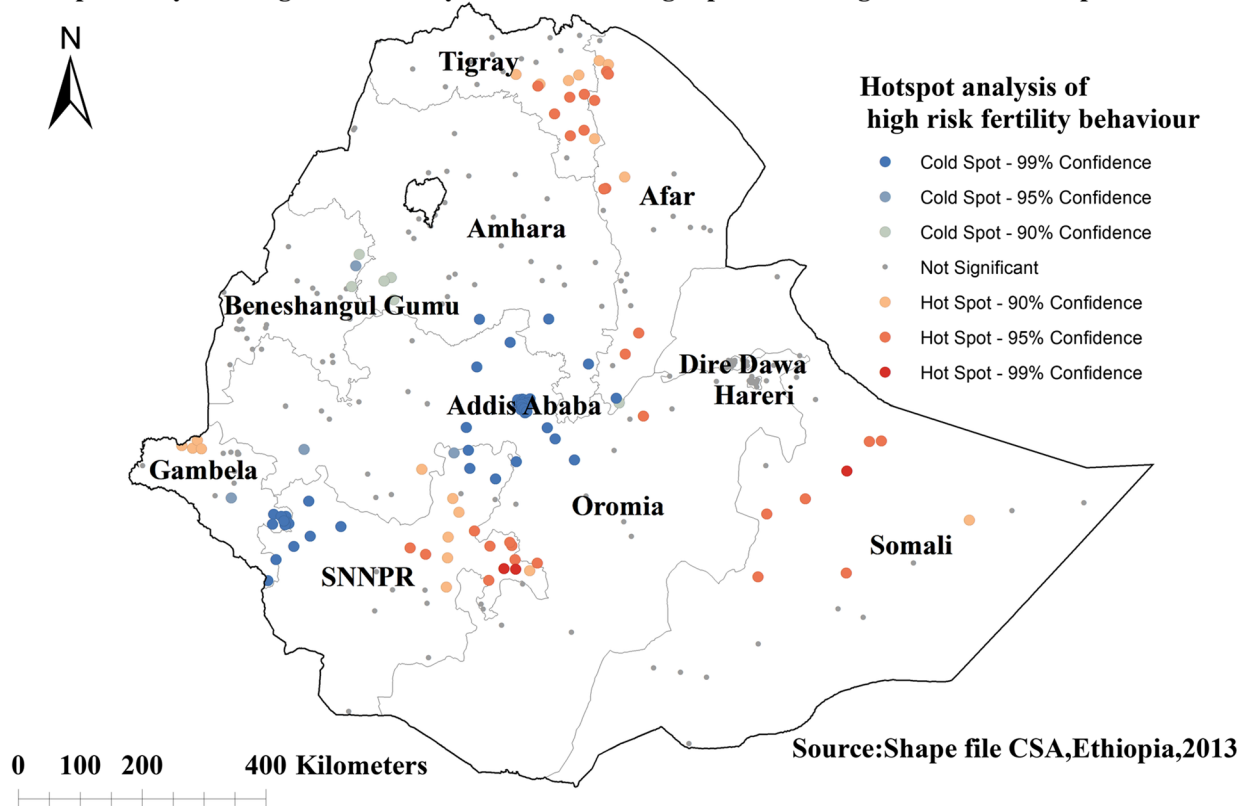 N
Tigray
Afar
Amhara
Beneshangul Gumu
Dire Dawa
Hareri
Addis Ababa
Gambela
Oromia
Somali
SNNPR
Hotspot analysis of
high risk fertility behaviour
Cold Spot - 99% Confidence
Cold Spot - 95% Confidence
Cold Spot - 90% Confidence
Not Significant
Hot Spot - 90% Confidence
Hot Spot - 95% Confidence
Hot Spot - 99% Confidence
Source:Shape file CSA,Ethiopia,2013
0 100 200 400 Kilometers